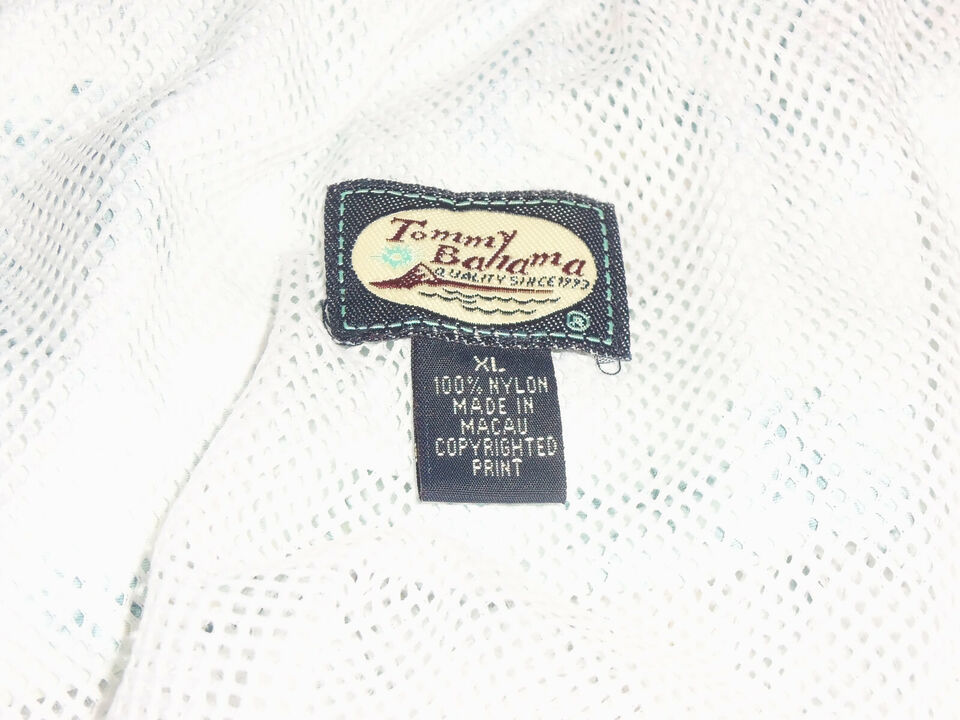 Tommy
Bahama
QUALITY SINCE 1993
®
XL
100% NYLON
MADE IN
MACAU
COPYRIGHTED
PRINT